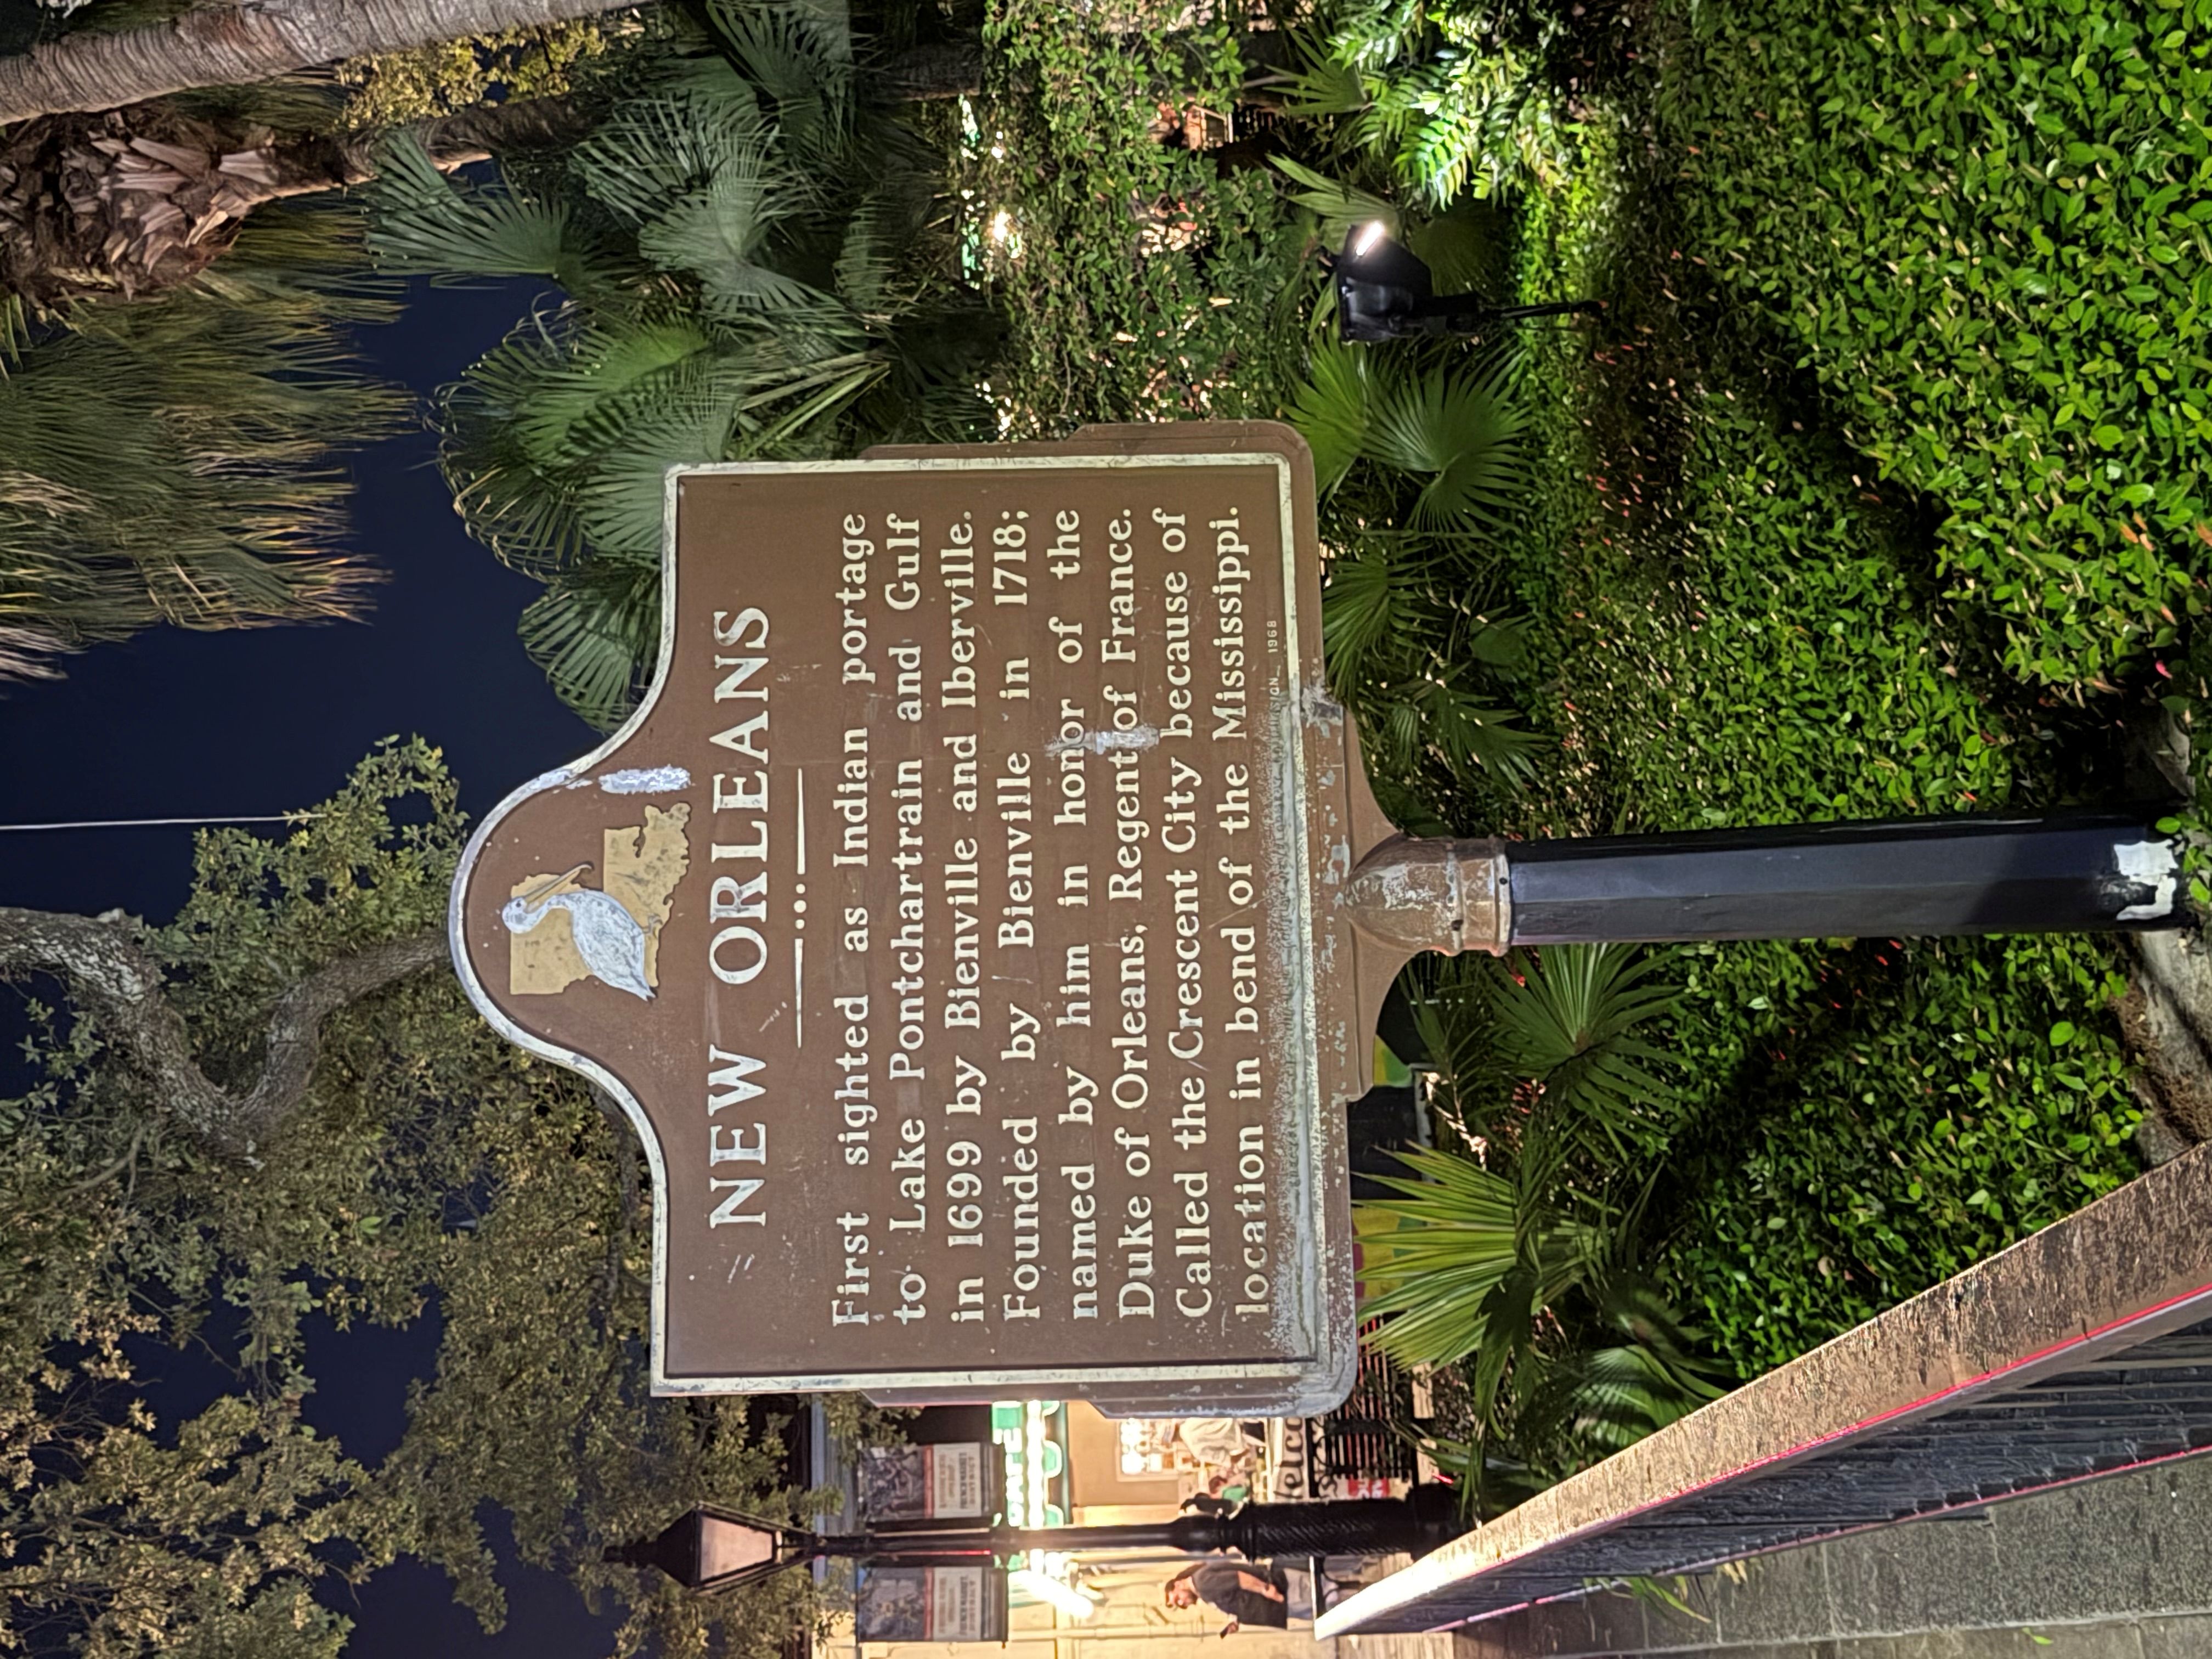 NEW ORLEANS
First sighted as Indian portage
to Lake Pontchartrain and Gulf
in 1699 by Bienville and Iberville.
Founded by Bienville in 1718;
named by him in honor of the
Duke of Orleans, Regent of France.
Called the Crescent City because of
location in bend of the Mississippi.
1968